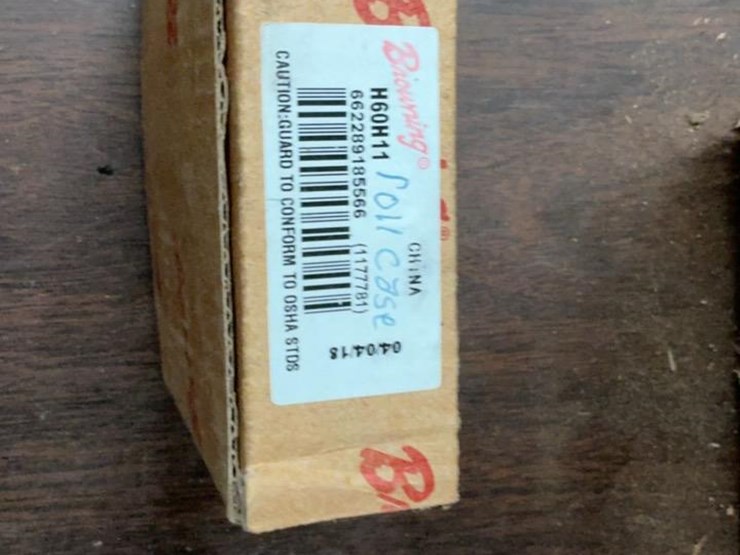 Browning®
CHINA
H60H11 roll case
662289185566 (1177781)
CAUTION:GUARD TO CONFORM TO OSHA STDS
04/04/18